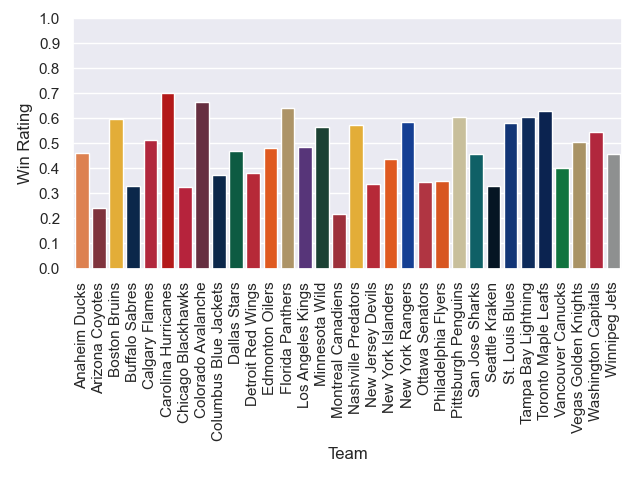 1.0
0.9
0.8
0.7
0.6
0.5
0.4
0.3
0.2
0.1
0.0
Win Rating
Anaheim Ducks
Arizona Coyotes
Boston Bruins
Buffalo Sabres
Calgary Flames
Carolina Hurricanes
Chicago Blackhawks
Colorado Avalanche
Columbus Blue Jackets
Dallas Stars
Detroit Red Wings
Edmonton Oilers
Florida Panthers
Los Angeles Kings
Minnesota Wild
Montreal Canadiens
Nashville Predators
New Jersey Devils
New York Islanders
New York Rangers
Ottawa Senators
Philadelphia Flyers
Pittsburgh Penguins
San Jose Sharks
Seattle Kraken
St. Louis Blues
Tampa Bay Lightning
Toronto Maple Leafs
Vancouver Canucks
Vegas Golden Knights
Washington Capitals
Winnipeg Jets
Team